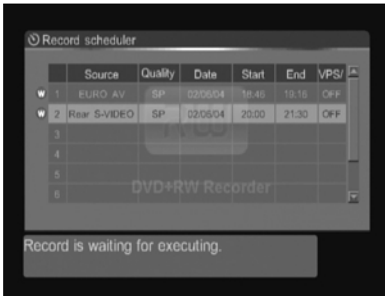 Record scheduler
Source Quality Date Start End VPS/
W 1 EURO AV SP 02/06/04 18:46 19:16 OFF
W 2 Rear S-VIDEO SP 02/06/04 20:00 21:30 OFF
3
4
5
6
DVD+RW Recorder
Record is waiting for executing.